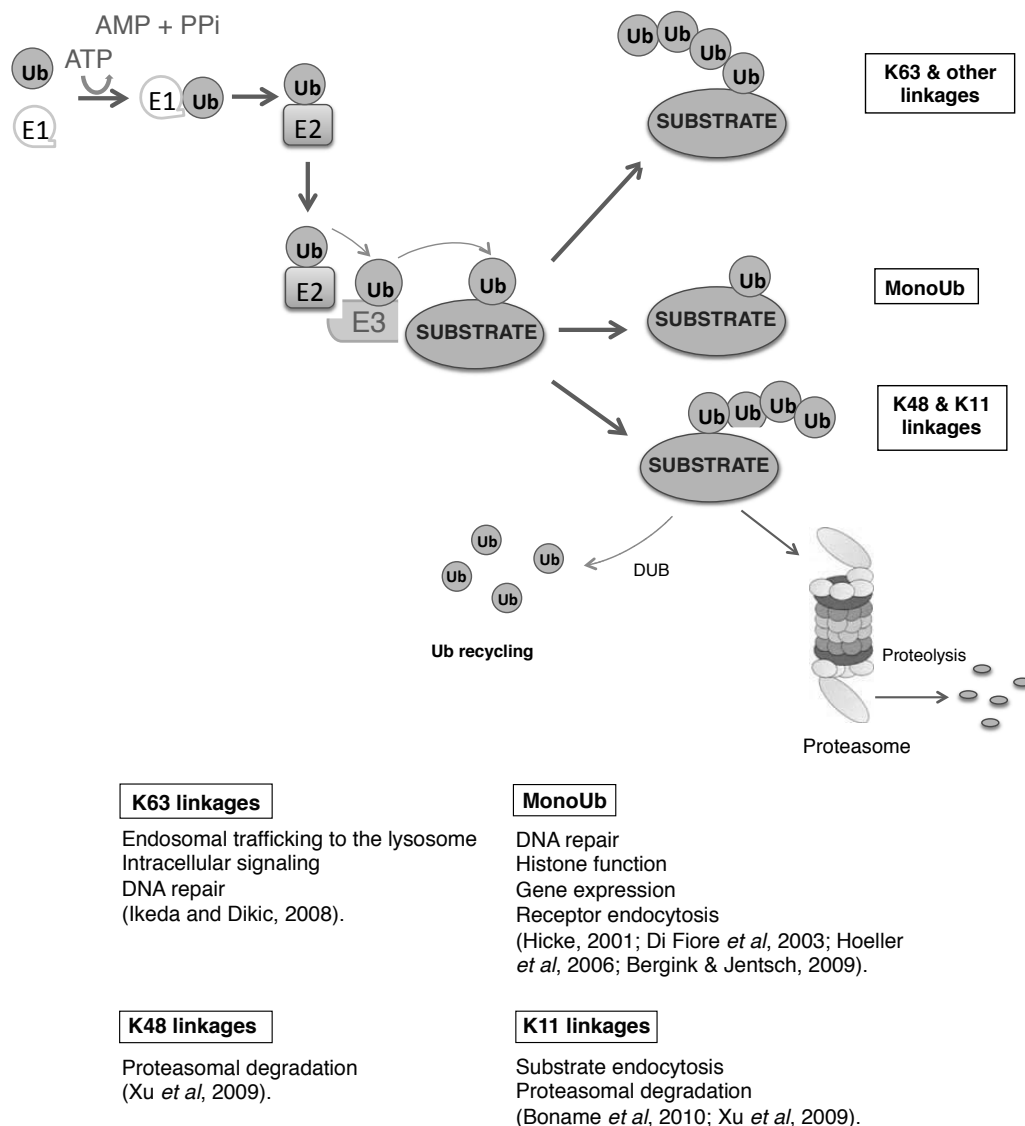 AMP + PPi
ATP
Ub
E1
E1
Ub
Ub
E2
Ub
E2
Ub
E3
Ub
SUBSTRATE
Ub
Ub
Ub
Ub
SUBSTRATE
K63 & other
linkages
Ub
SUBSTRATE
MonoUb
Ub
Ub
Ub
Ub
SUBSTRATE
K48 & K11
linkages
DUB
Ub
Ub
Ub
Ub
Ub recycling
Proteolysis
Proteasome
K63 linkages
Endosomal trafficking to the lysosome
Intracellular signaling
DNA repair
(Ikeda and Dikic, 2008).
MonoUb
DNA repair
Histone function
Gene expression
Receptor endocytosis
(Hicke, 2001; Di Fiore et al, 2003; Hoeller
et al, 2006; Bergink & Jentsch, 2009).
K48 linkages
Proteasomal degradation
(Xu et al, 2009).
K11 linkages
Substrate endocytosis
Proteasomal degradation
(Boname et al, 2010; Xu et al, 2009).